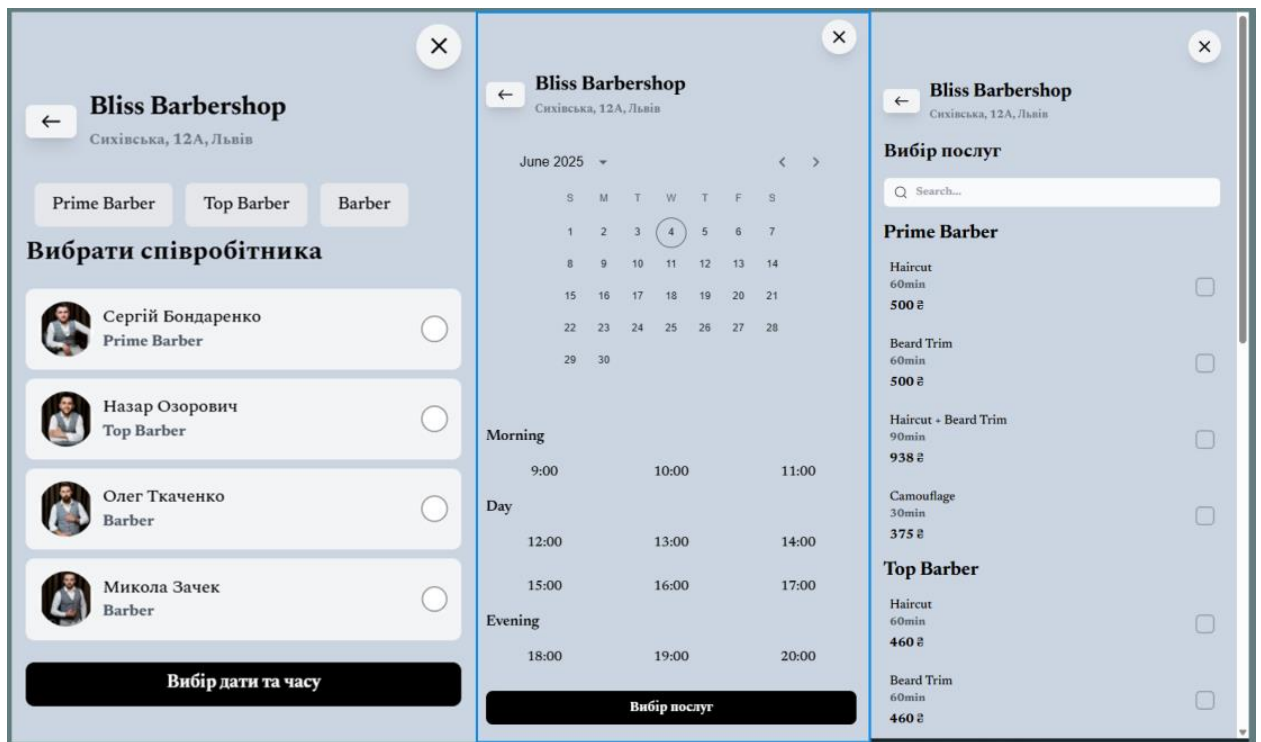 Bliss Barbershop
Сихівська, 12А, Львів
Prime Barber Top Barber Barber
Вибрати співробітника
Сергій Бондаренко
Prime Barber
Назар Озорович
Top Barber
Олег Ткаченко
Barber
Микола Зачек
Barber
Вибір дати та часу
Bliss Barbershop
Сихівська, 12А, Львів
June 2025
S M T W T F S
1 2 3 4 5 6 7
8 9 10 11 12 13 14
15 16 17 18 19 20 21
22 23 24 25 26 27 28
29 30
Morning
9:00 10:00 11:00
Day
12:00 13:00 14:00
15:00 16:00 17:00
Evening
18:00 19:00 20:00
Вибір послуг
Bliss Barbershop
Сихівська, 12А, Львів
Вибір послуг
Search...
Prime Barber
Haircut
60min
500 ₴
Beard Trim
60min
500 ₴
Haircut + Beard Trim
90min
938 ₴
Camouflage
30min
375 ₴
Top Barber
Haircut
60min
460 ₴
Beard Trim
60min
460 ₴